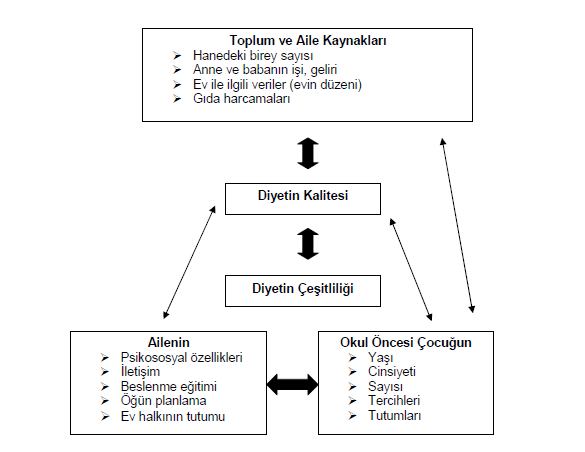 Toplum ve Aile Kaynakları
➢ Hanedeki birey sayısı
➢ Anne ve babanın işi, geliri
➢ Ev ile ilgili veriler (evin düzeni)
➢ Gıda harcamaları
Diyetin Kalitesi
Diyetin Çeşitliliği
Ailenin
➢ Psikososyal özellikleri
➢ İletişim
➢ Beslenme eğitimi
➢ Öğün planlama
➢ Ev halkının tutumu
Okul Öncesi Çocuğun
➢ Yaşı
➢ Cinsiyeti
➢ Sayısı
➢ Tercihleri
➢ Tutumları